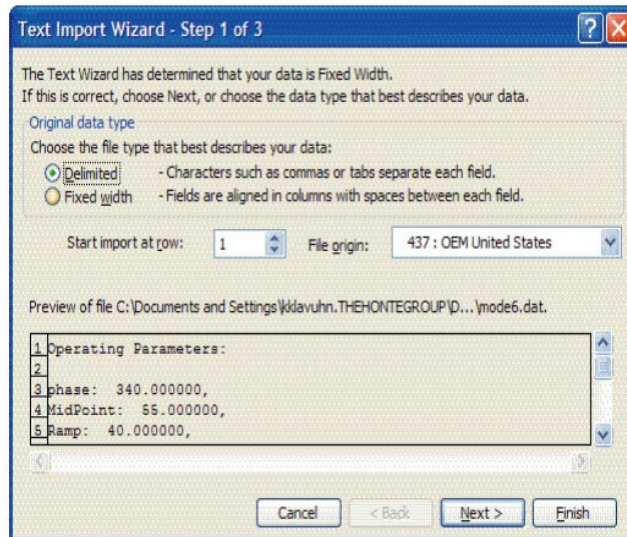 Text Import Wizard - Step 1 of 3
The Text Wizard has determined that your data is Fixed Width.
If this is correct, choose Next, or choose the data type that best describes your data.
Original data type
Choose the file type that best describes your data:
Delimited - Characters such as commas or tabs separate each field.
Fixed width - Fields are aligned in columns with spaces between each field.
Start import at row: 1 File origin: 437 : OEM United States
Preview of file C:\Documents and Settings\kklavuhn.THEHONTEGROUP\D...\mode6.dat.
1 Operating Parameters:
2
3 phase: 340.000000,
4 MidPoint: 55.000000,
5 Ramp: 40.000000,
Cancel < Back Next > Finish